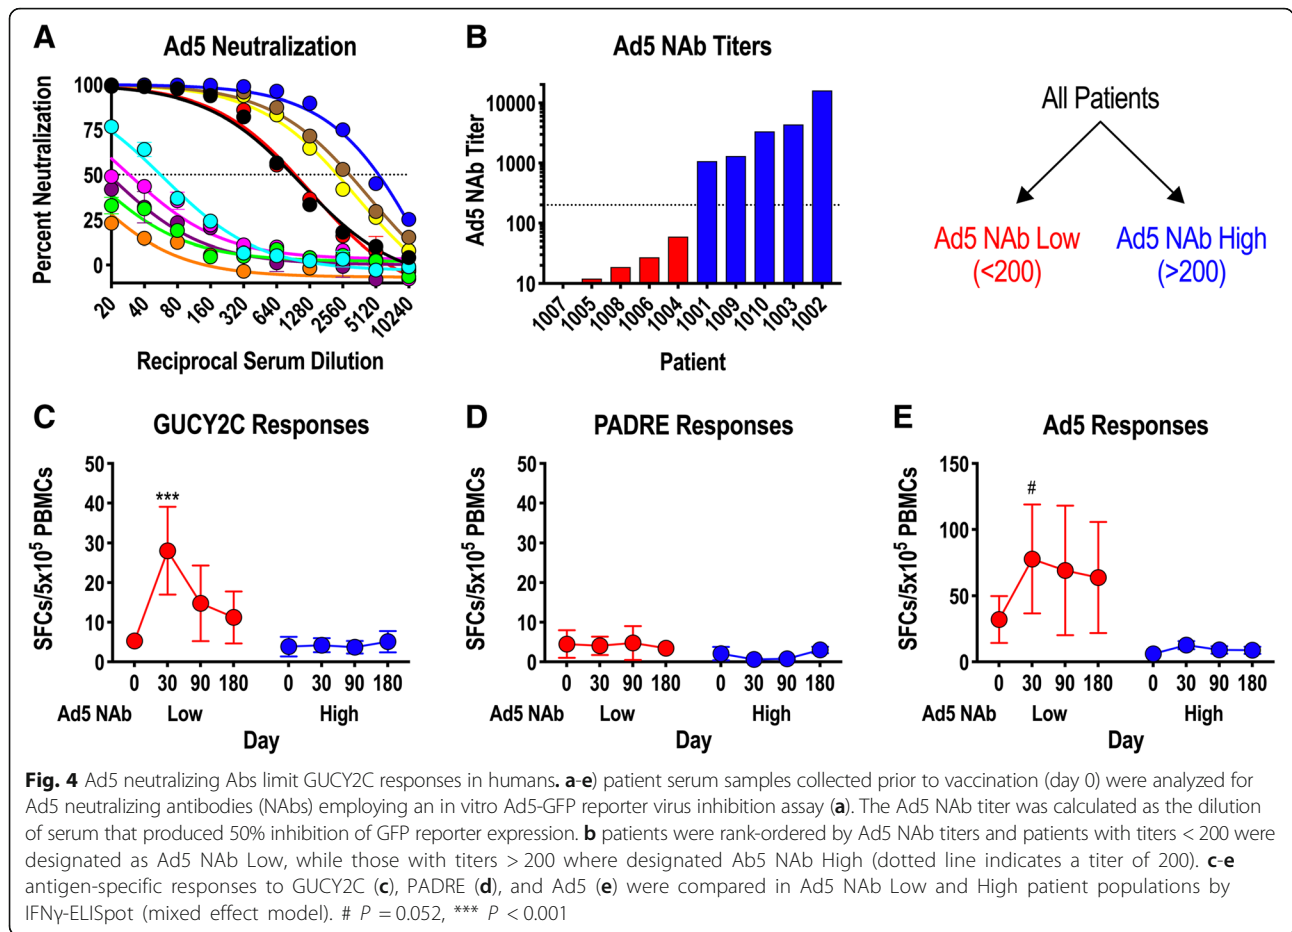 A
Ad5 Neutralization
Percent Neutralization
100
75
50
25
0
20
40
80
160
320
640
1280
2560
5120
10240
Reciprocal Serum Dilution
B
Ad5 NAb Titers
Ad5 NAb Titer
10000
1000
100
10
1007
1005
1008
1006
1004
1001
1009
1010
1003
1002
Patient
All Patients
Ad5 NAb Low
(<200)
Ad5 NAb High
(>200)
C
GUCY2C Responses
SFCs/5x10⁵ PBMCs
50
40
30
20
10
0
***
0 30 90 180 0 30 90 180
Ad5 NAb Low High
Day
D
PADRE Responses
SFCs/5x10⁵ PBMCs
50
40
30
20
10
0
0 30 90 180 0 30 90 180
Ad5 NAb Low High
Day
E
Ad5 Responses
SFCs/5x10⁵ PBMCs
150
100
50
0
#
0 30 90 180 0 30 90 180
Ad5 NAb Low High
Day
Fig. 4 Ad5 neutralizing Abs limit GUCY2C responses in humans. a-e) patient serum samples collected prior to vaccination (day 0) were analyzed for
Ad5 neutralizing antibodies (NAbs) employing an in vitro Ad5-GFP reporter virus inhibition assay (a). The Ad5 NAb titer was calculated as the dilution
of serum that produced 50% inhibition of GFP reporter expression. b patients were rank-ordered by Ad5 NAb titers and patients with titers < 200 were
designated as Ad5 NAb Low, while those with titers > 200 where designated Ab5 NAb High (dotted line indicates a titer of 200). c-e
antigen-specific responses to GUCY2C (c), PADRE (d), and Ad5 (e) were compared in Ad5 NAb Low and High patient populations by
IFNγ-ELISpot (mixed effect model). # P = 0.052, *** P < 0.001